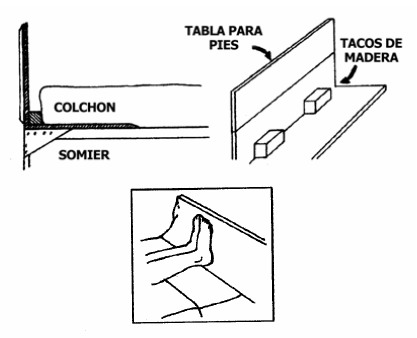 TABLA PARA
PIES
TACOS DE
MADERA
COLCHON
SOMIER